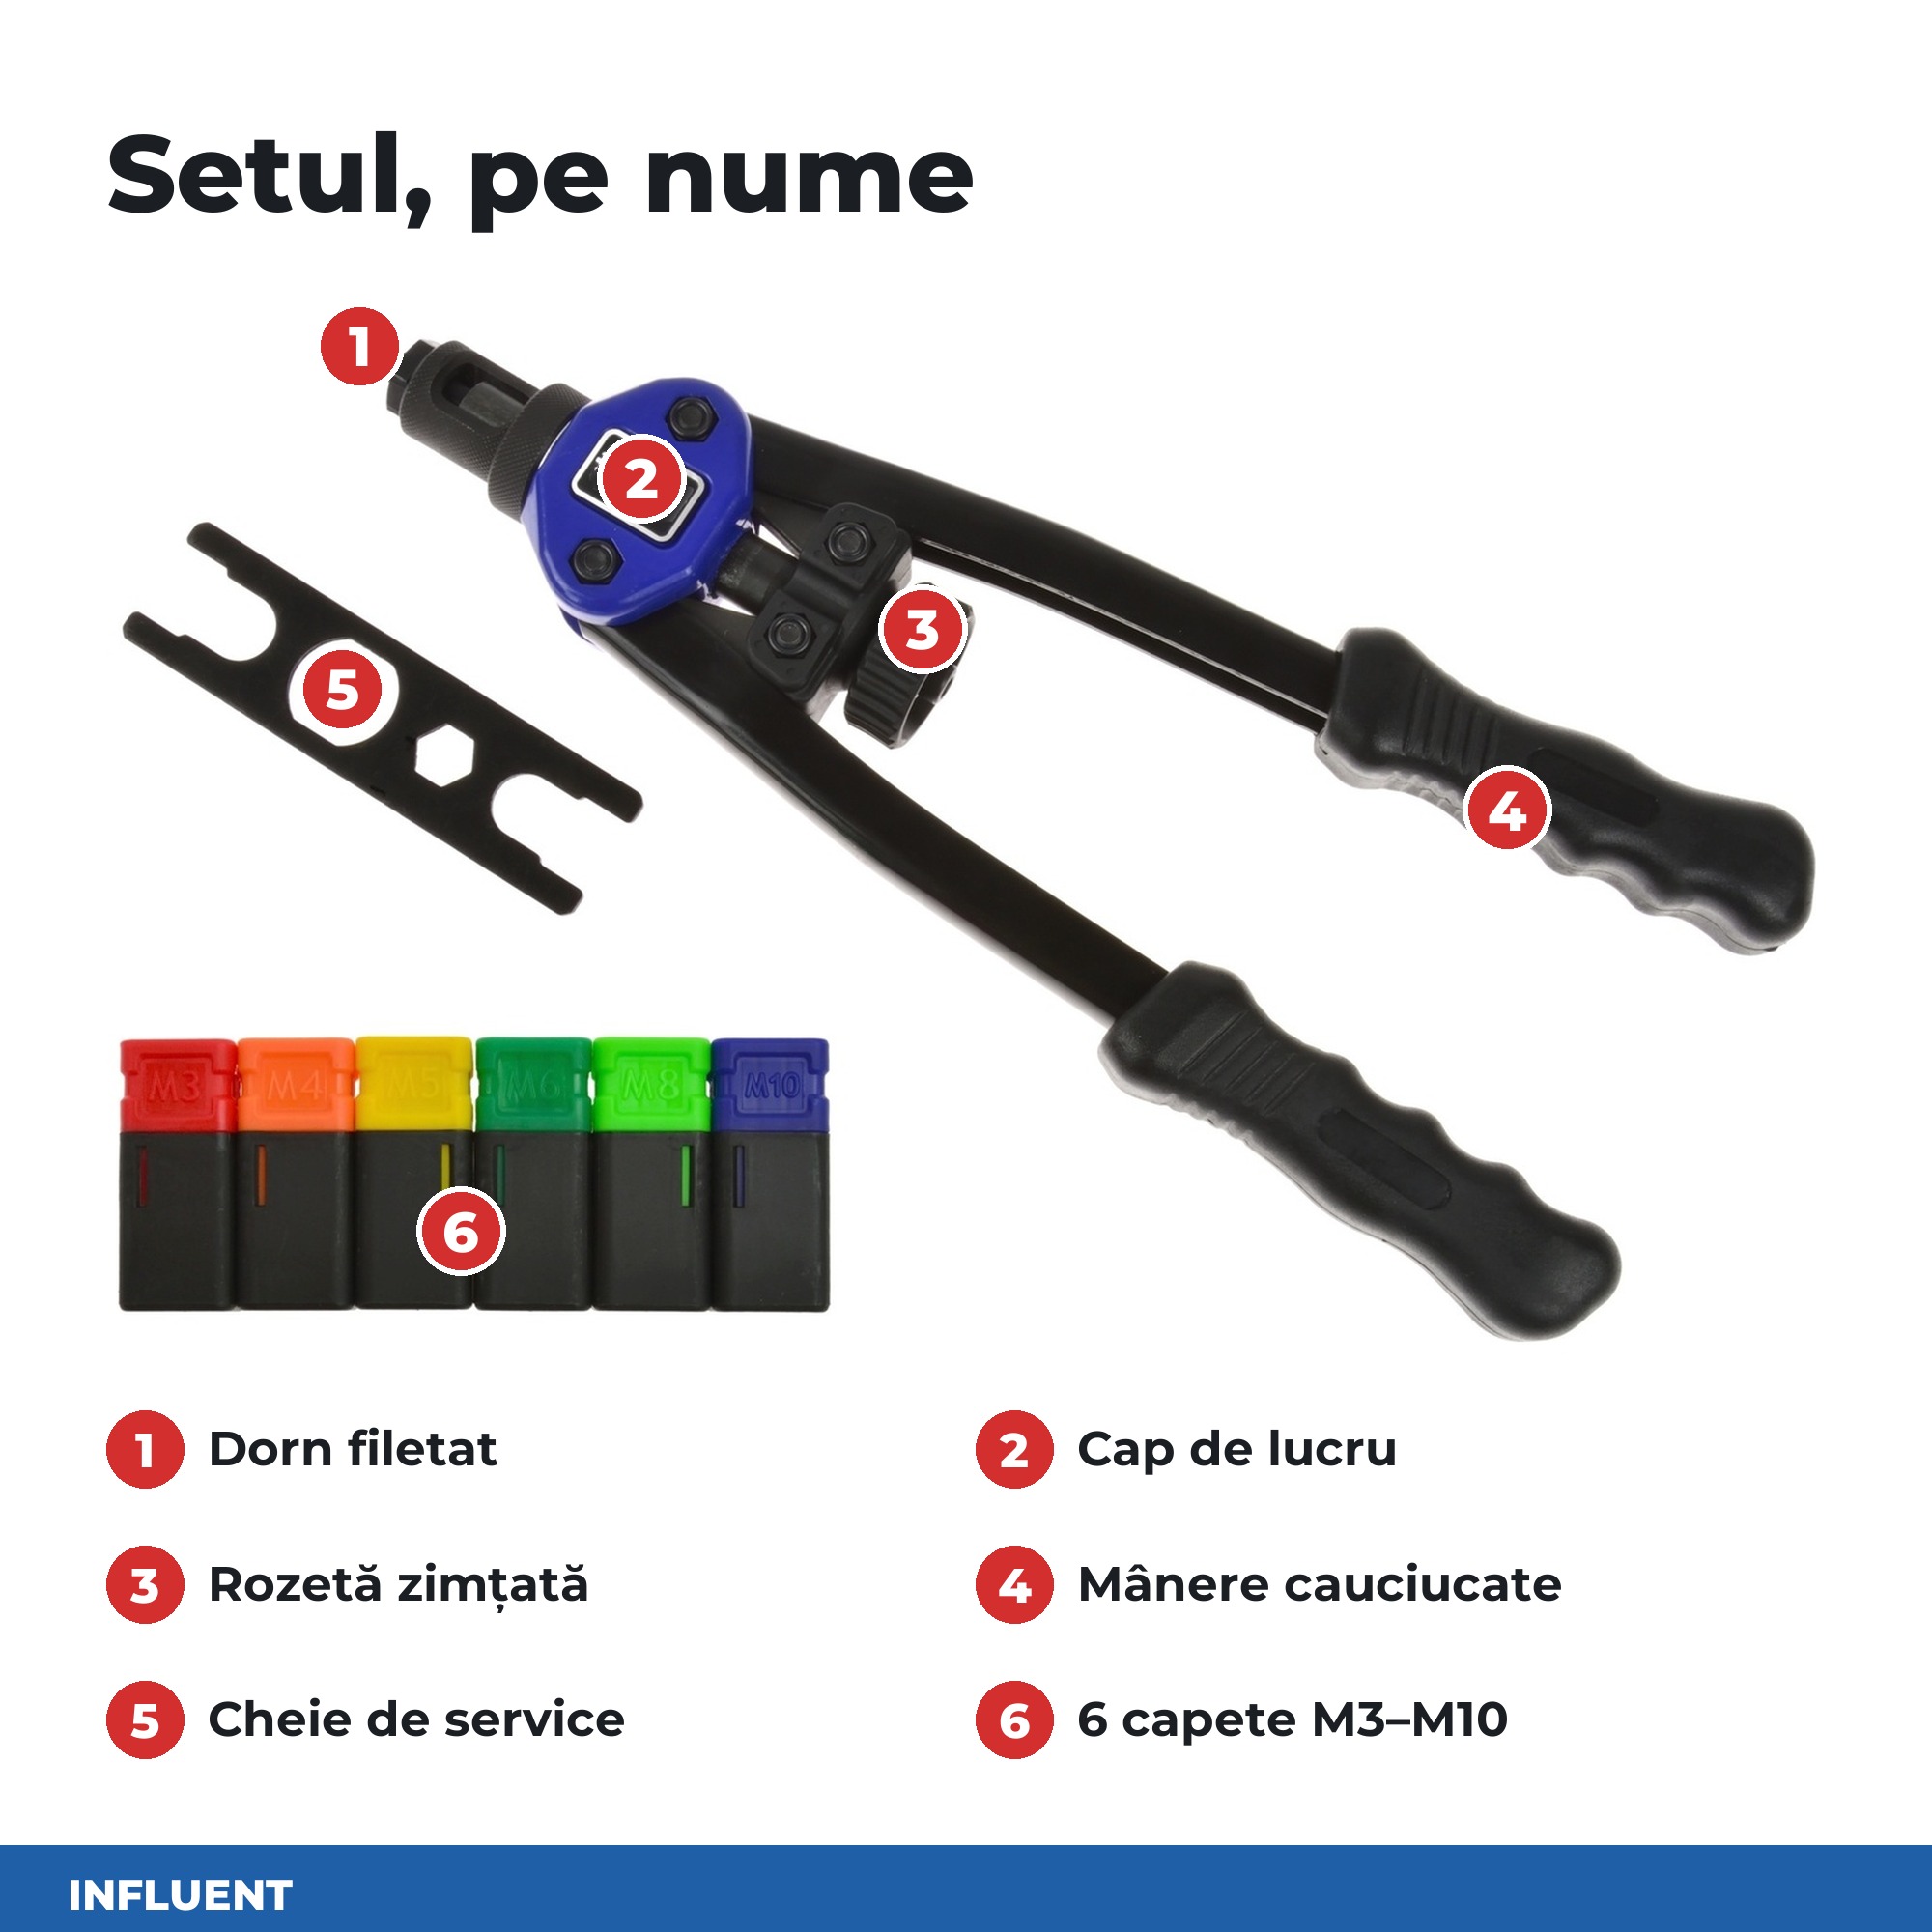 Setul, pe nume
1
2
3
5
4
M3 M4 M5 M6 M8 M10
6
1 Dorn filetat
2 Cap de lucru
3 Rozetă zimțată
4 Mânere cauciucate
5 Cheie de service
6 6 capete M3–M10
INFLUENT